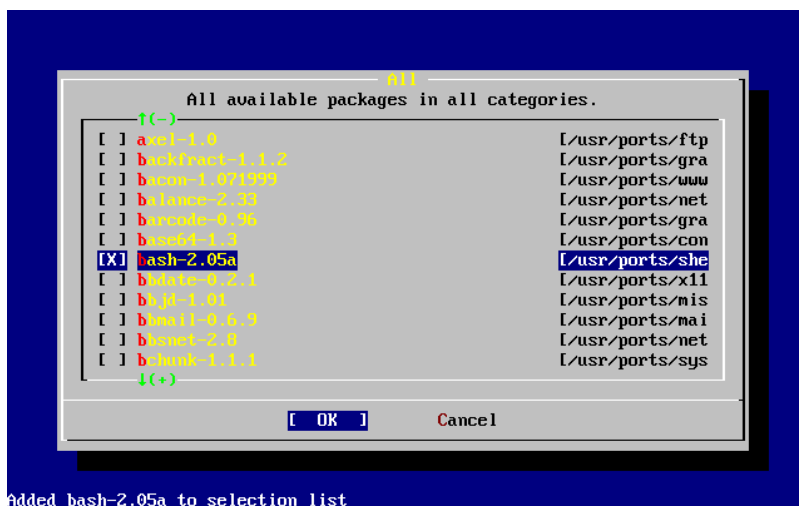 All
All available packages in all categories.
↑(-)
[ ] axel-1.0 [/usr/ports/ftp
[ ] backfract-1.1.2 [/usr/ports/gra
[ ] bacon-1.071999 [/usr/ports/www
[ ] balance-2.33 [/usr/ports/net
[ ] barcode-0.96 [/usr/ports/gra
[ ] base64-1.3 [/usr/ports/con
[X] bash-2.05a [/usr/ports/she
[ ] bbdate-0.2.1 [/usr/ports/x11
[ ] bbjd-1.01 [/usr/ports/mis
[ ] bbmail-0.6.9 [/usr/ports/mai
[ ] bbsnet-2.8 [/usr/ports/net
[ ] bchunk-1.1.1 [/usr/ports/sys
↓(+)
[ OK ] Cancel
Added bash-2.05a to selection list